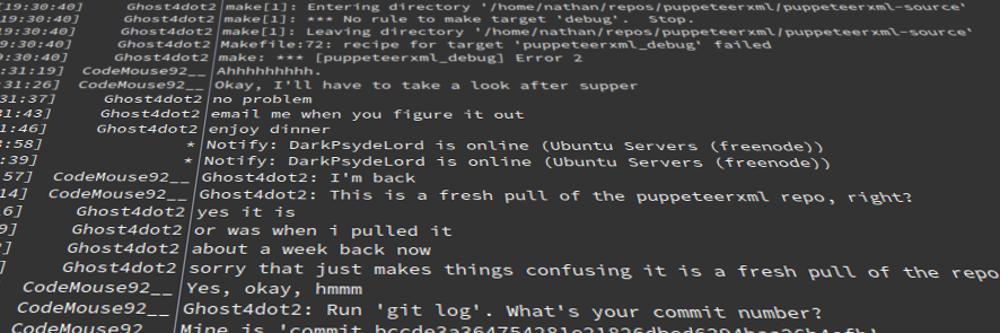 [19:30:40] Ghost4dot2 make[1]: Entering directory '/home/nathan/repos/puppeteerxml/puppeteerxml-source'
19:30:40] Ghost4dot2 make[1]: *** No rule to make target 'debug'.  Stop.
19:30:40] Ghost4dot2 make[1]: Leaving directory '/home/nathan/repos/puppeteerxml/puppeteerxml-source'
9:30:40] Ghost4dot2 Makefile:72: recipe for target 'puppeteerxml_debug' failed
9:30:40] Ghost4dot2 make: *** [puppeteerxml_debug] Error 2
:31:19] CodeMouse92__ Ahhhhhhhhh.
:31:26] CodeMouse92__ Okay, I'll have to take a look after supper
31:37] Ghost4dot2 no problem
31:43] Ghost4dot2 email me when you figure it out
1:46] Ghost4dot2 enjoy dinner
:58] * Notify: DarkPsydeLord is online (Ubuntu Servers (freenode))
:39] * Notify: DarkPsydeLord is online (Ubuntu Servers (freenode))
57] CodeMouse92__ Ghost4dot2: I'm back
14] CodeMouse92__ Ghost4dot2: This is a fresh pull of the puppeteerxml repo, right?
6] Ghost4dot2 yes it is
9] Ghost4dot2 or was when i pulled it
] Ghost4dot2 about a week back now
] Ghost4dot2 sorry that just makes things confusing it is a fresh pull of the repo
CodeMouse92__ Yes, okay, hmmm
CodeMouse92__ Ghost4dot2: Run 'git log'. What's your commit number?
CodeMouse92__ Mine is 'commit